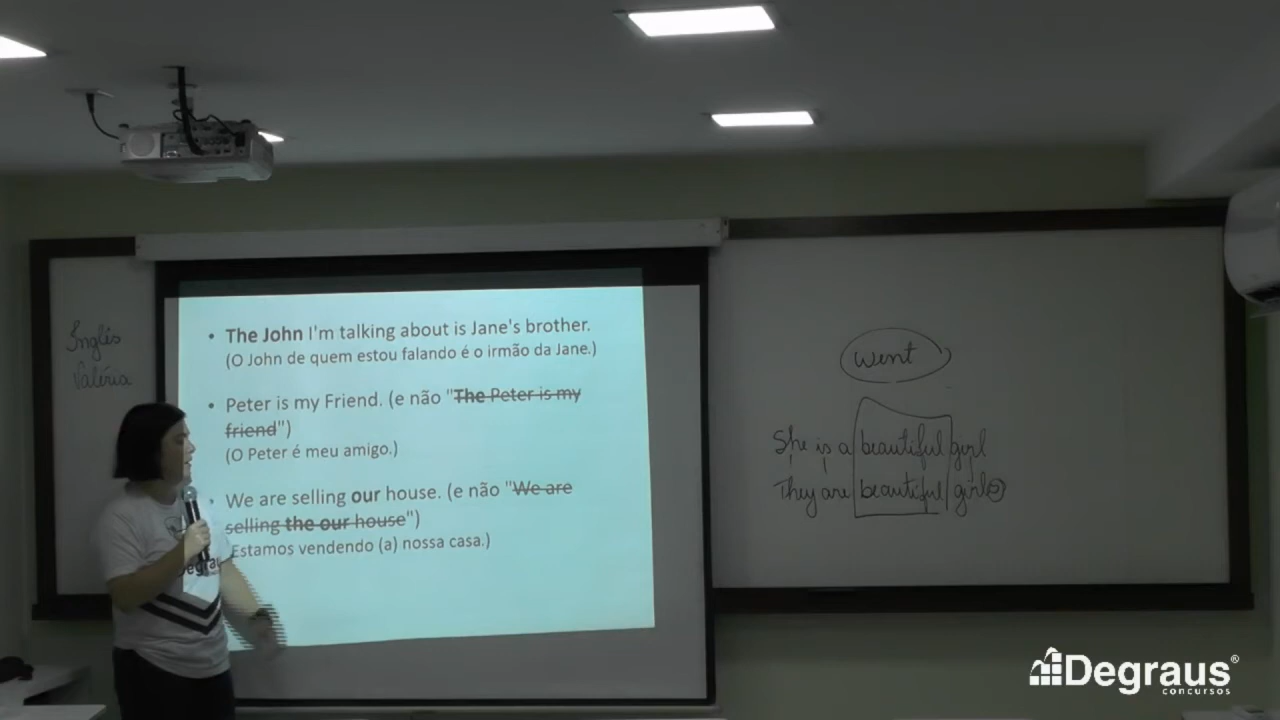 Inglês
Valéria
• The John I'm talking about is Jane's brother.
(O John de quem estou falando é o irmão da Jane.)
• Peter is my Friend. (e não "The Peter is my
friend")
(O Peter é meu amigo.)
• We are selling our house. (e não "We are
selling the our house")
Estamos vendendo (a) nossa casa.)
went
She is a beautiful girl
They are beautiful girls
Degraus®
concursos